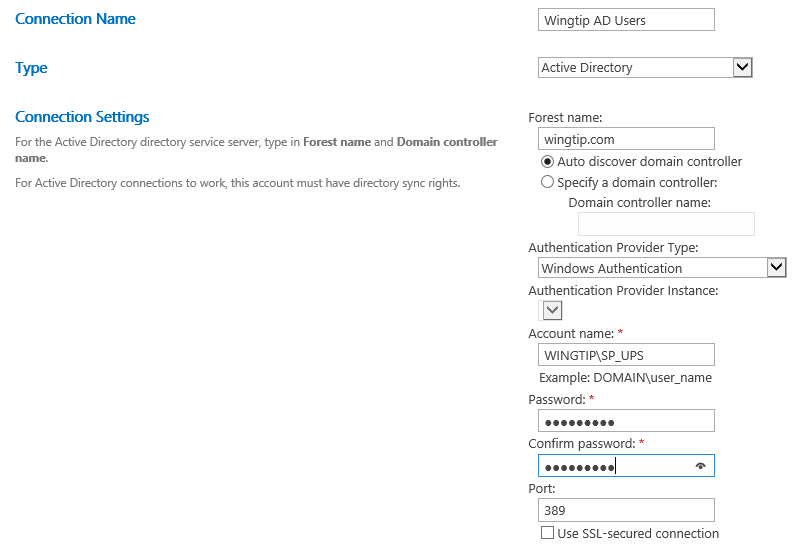 Connection Name
Wingtip AD Users
Type
Active Directory
Connection Settings
For the Active Directory directory service server, type in Forest name and Domain controller
name.
For Active Directory connections to work, this account must have directory sync rights.
Forest name:
wingtip.com
Auto discover domain controller
Specify a domain controller:
Domain controller name:
Authentication Provider Type:
Windows Authentication
Authentication Provider Instance:
Account name: *
WINGTIP\SP_UPS
Example: DOMAIN\user_name
Password: *
●●●●●●●●●
Confirm password: *
●●●●●●●●●
Port:
389
Use SSL-secured connection